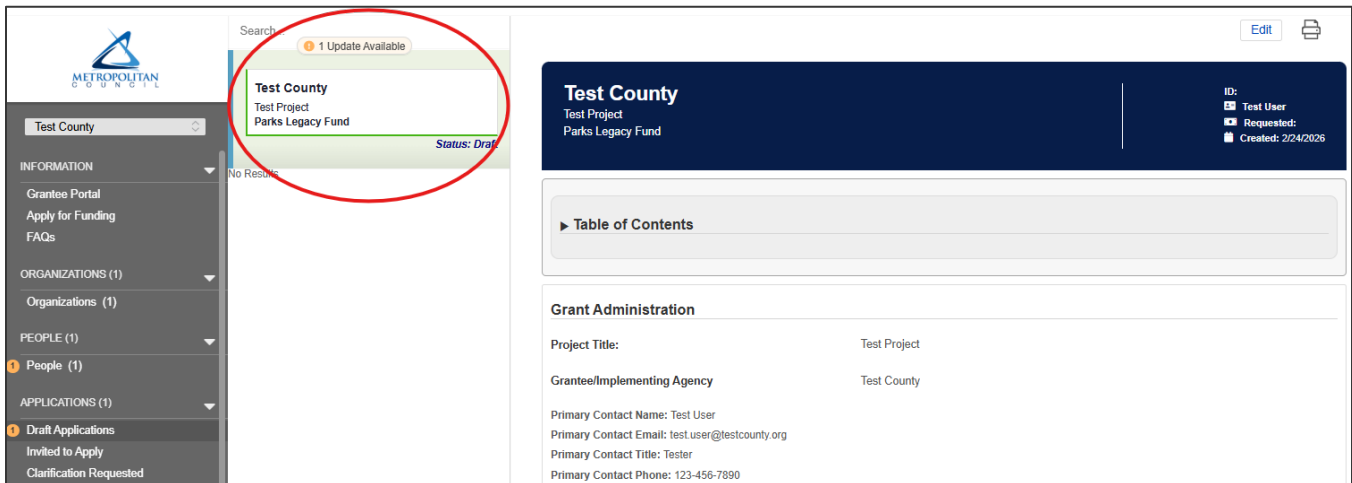 METROPOLITAN
COUNCIL
Test County
INFORMATION
Grantee Portal
Apply for Funding
FAQs
ORGANIZATIONS (1)
Organizations (1)
PEOPLE (1)
1 People (1)
APPLICATIONS (1)
1 Draft Applications
Invited to Apply
Clarification Requested
Search...
1 Update Available
Test County
Test Project
Parks Legacy Fund
Status: Draft
No Results
Edit
Test County
Test Project
Parks Legacy Fund
ID:
Test User
Requested:
Created: 2/24/2026
Table of Contents
Grant Administration
Project Title: Test Project
Grantee/Implementing Agency Test County
Primary Contact Name: Test User
Primary Contact Email: test.user@testcounty.org
Primary Contact Title: Tester
Primary Contact Phone: 123-456-7890